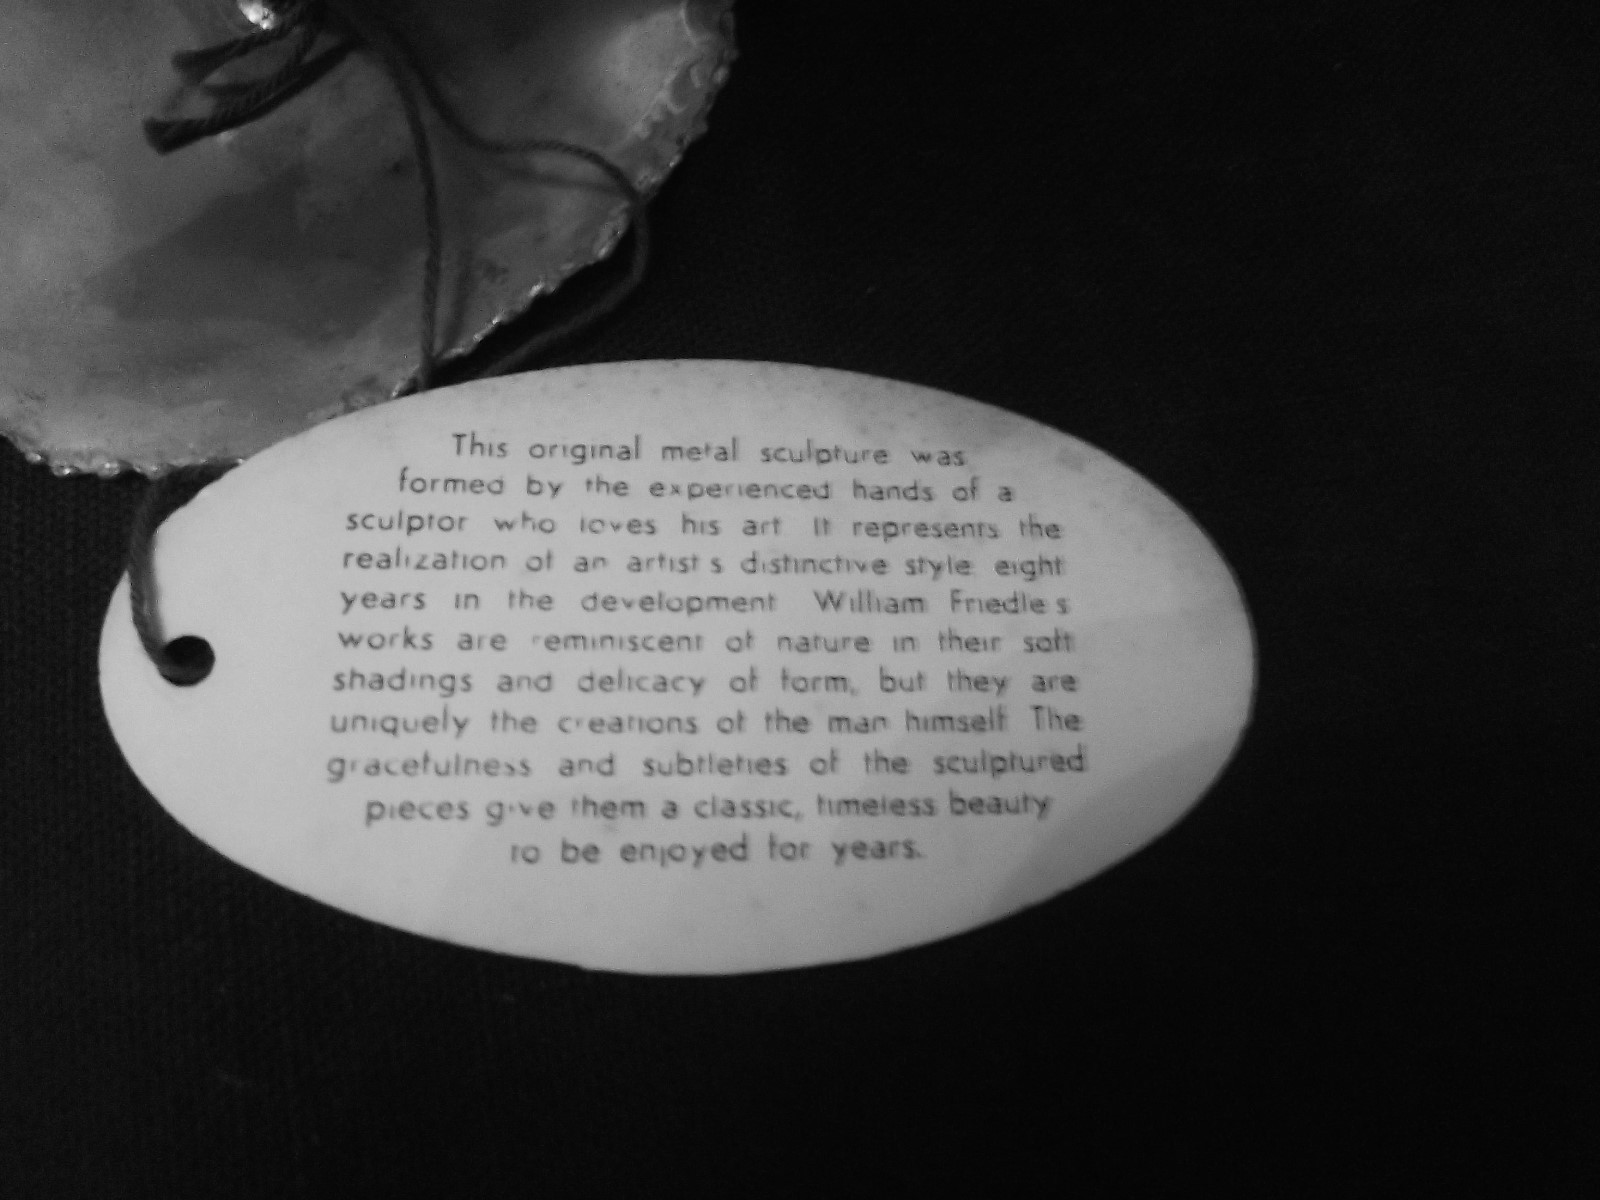 This original metal sculpture was
formed by the experienced hands of a
sculptor who loves his art It represents the
realization of an artist s distinctive style eight
years in the development William Friedle s
works are reminiscent of nature in their soft
shadings and delicacy of form, but they are
uniquely the creations of the man himself The
gracefulness and subtleties of the sculptured
pieces give them a classic, timeless beauty
to be enjoyed for years.